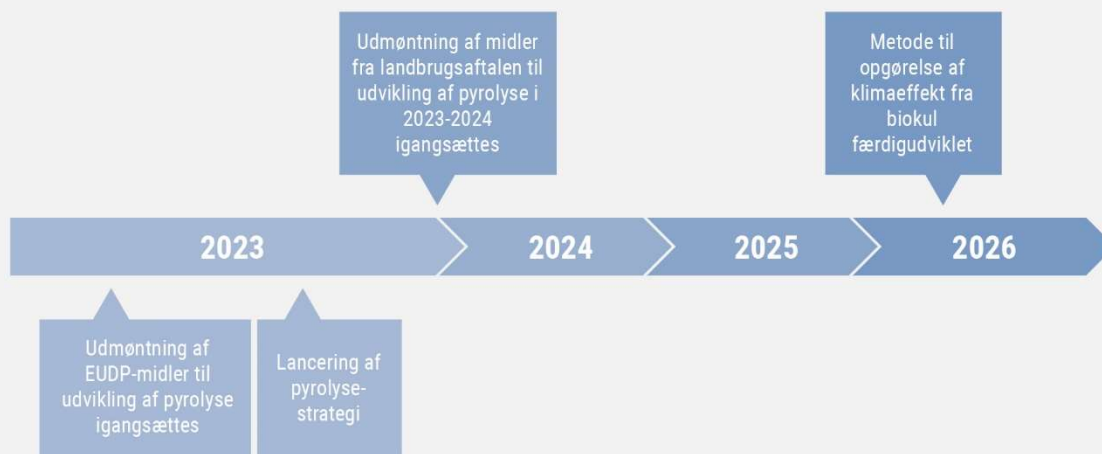 Udmøntning af midler
fra landbrugsaftalen til
udvikling af pyrolyse i
2023-2024
igangsættes
Metode til
opgørelse af
klimaeffekt fra
biokul
færdigudviklet
2023
2024
2025
2026
Udmøntning af
EUDP-midler til
udvikling af pyrolyse
igangsættes
Lancering af
pyrolyse-
strategi